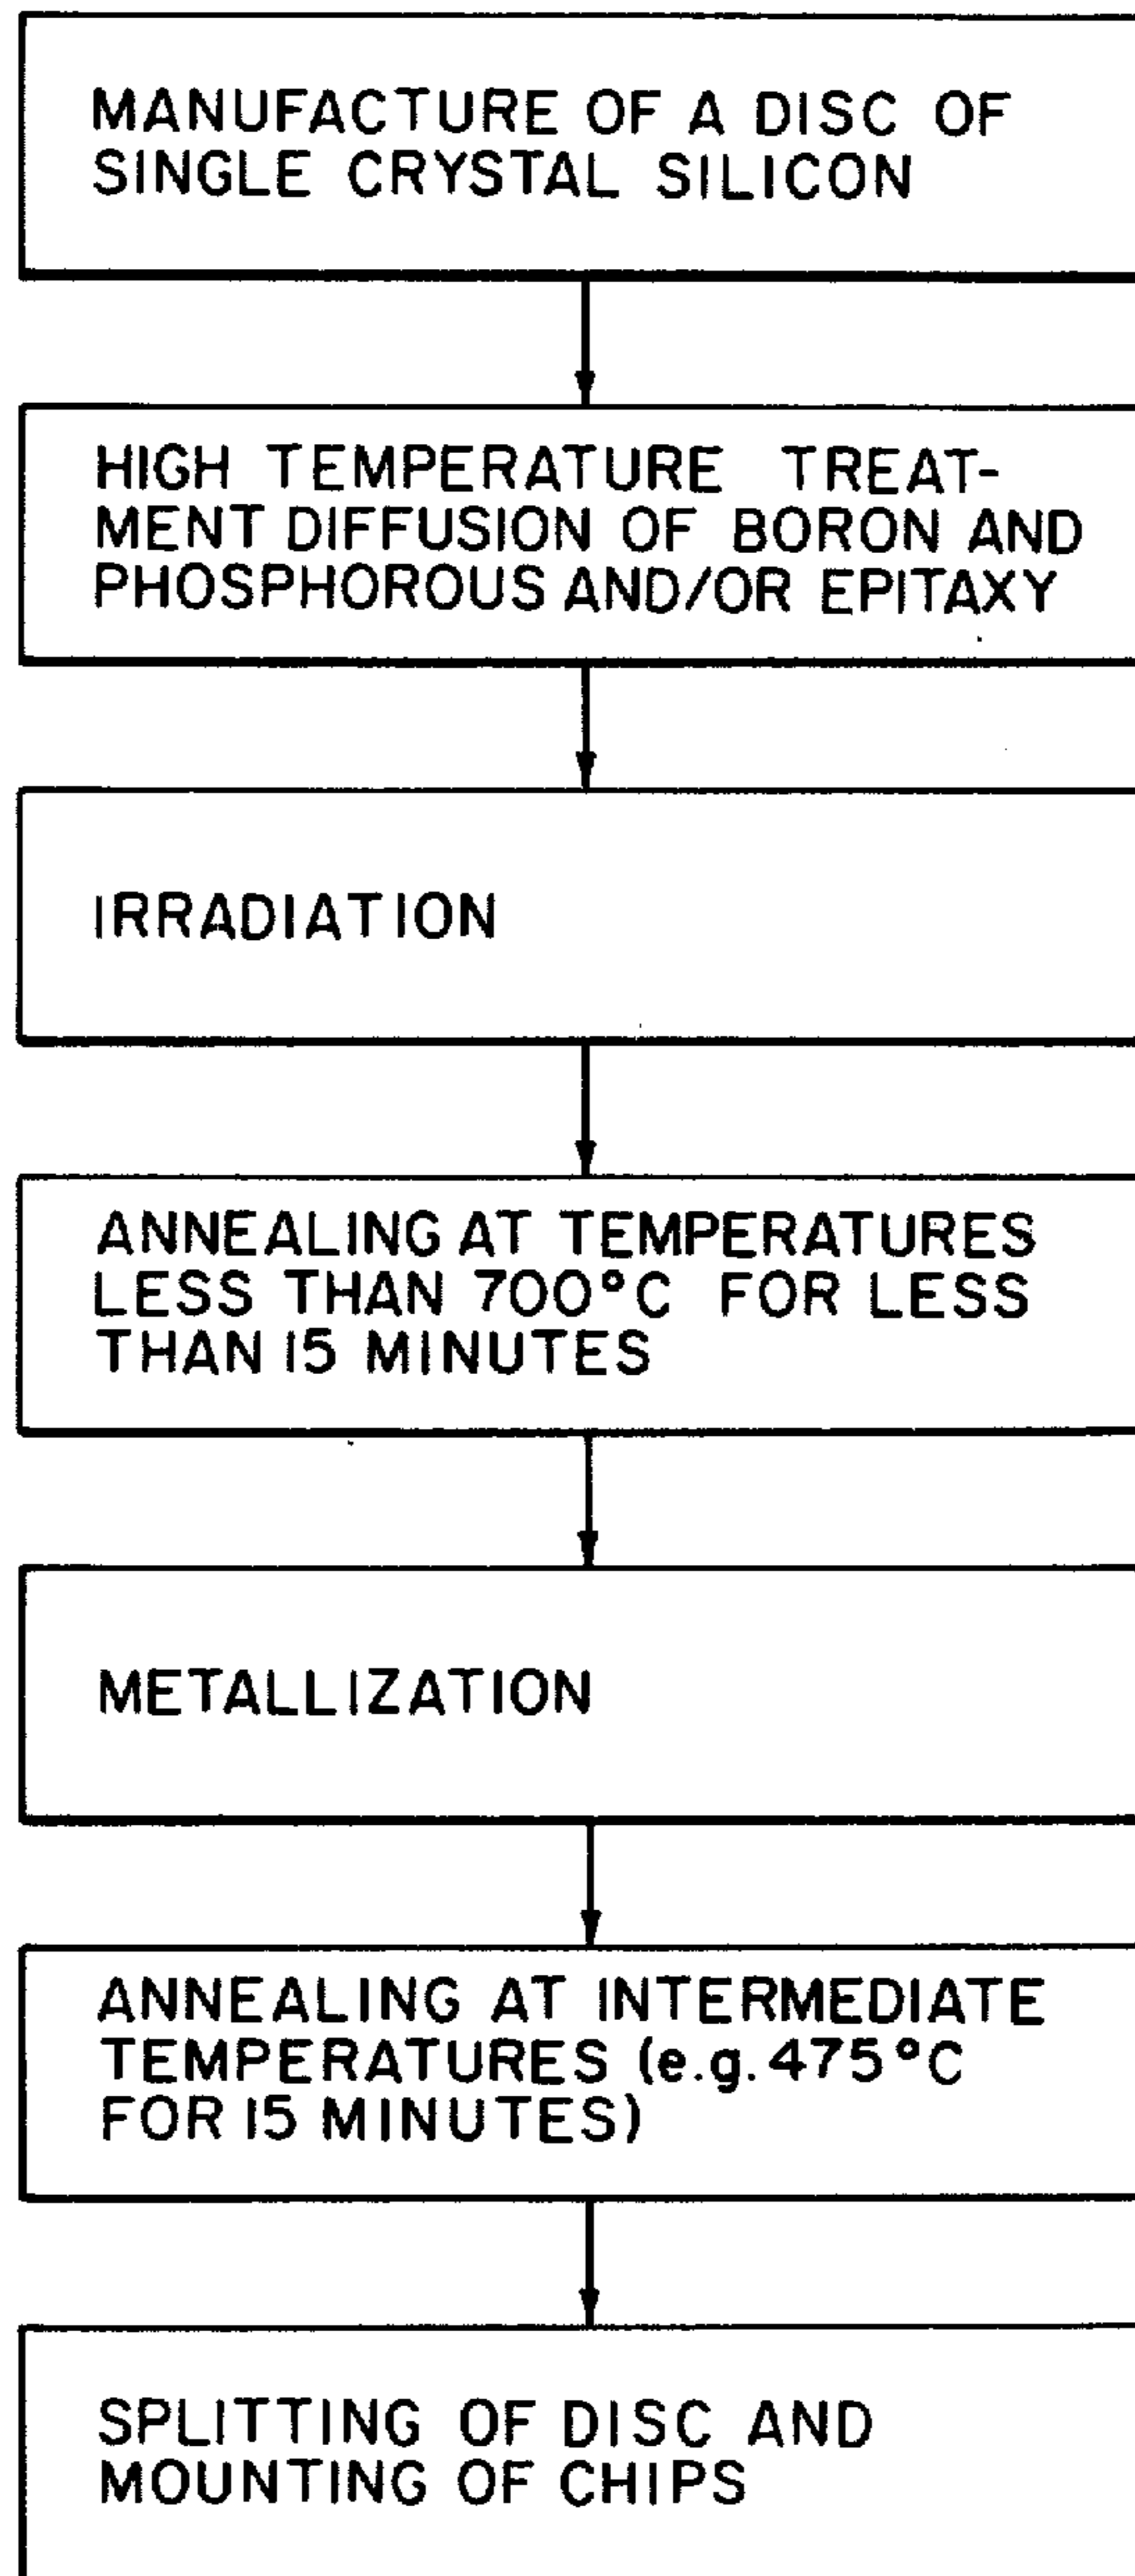 MANUFACTURE OF A DISC OF
SINGLE CRYSTAL SILICON
HIGH TEMPERATURE TREAT-
MENT DIFFUSION OF BORON AND
PHOSPHOROUS AND/OR EPITAXY
IRRADIATION
ANNEALING AT TEMPERATURES
LESS THAN 700°C FOR LESS
THAN 15 MINUTES
METALLIZATION
ANNEALING AT INTERMEDIATE
TEMPERATURES (e.g. 475°C
FOR 15 MINUTES)
SPLITTING OF DISC AND
MOUNTING OF CHIPS